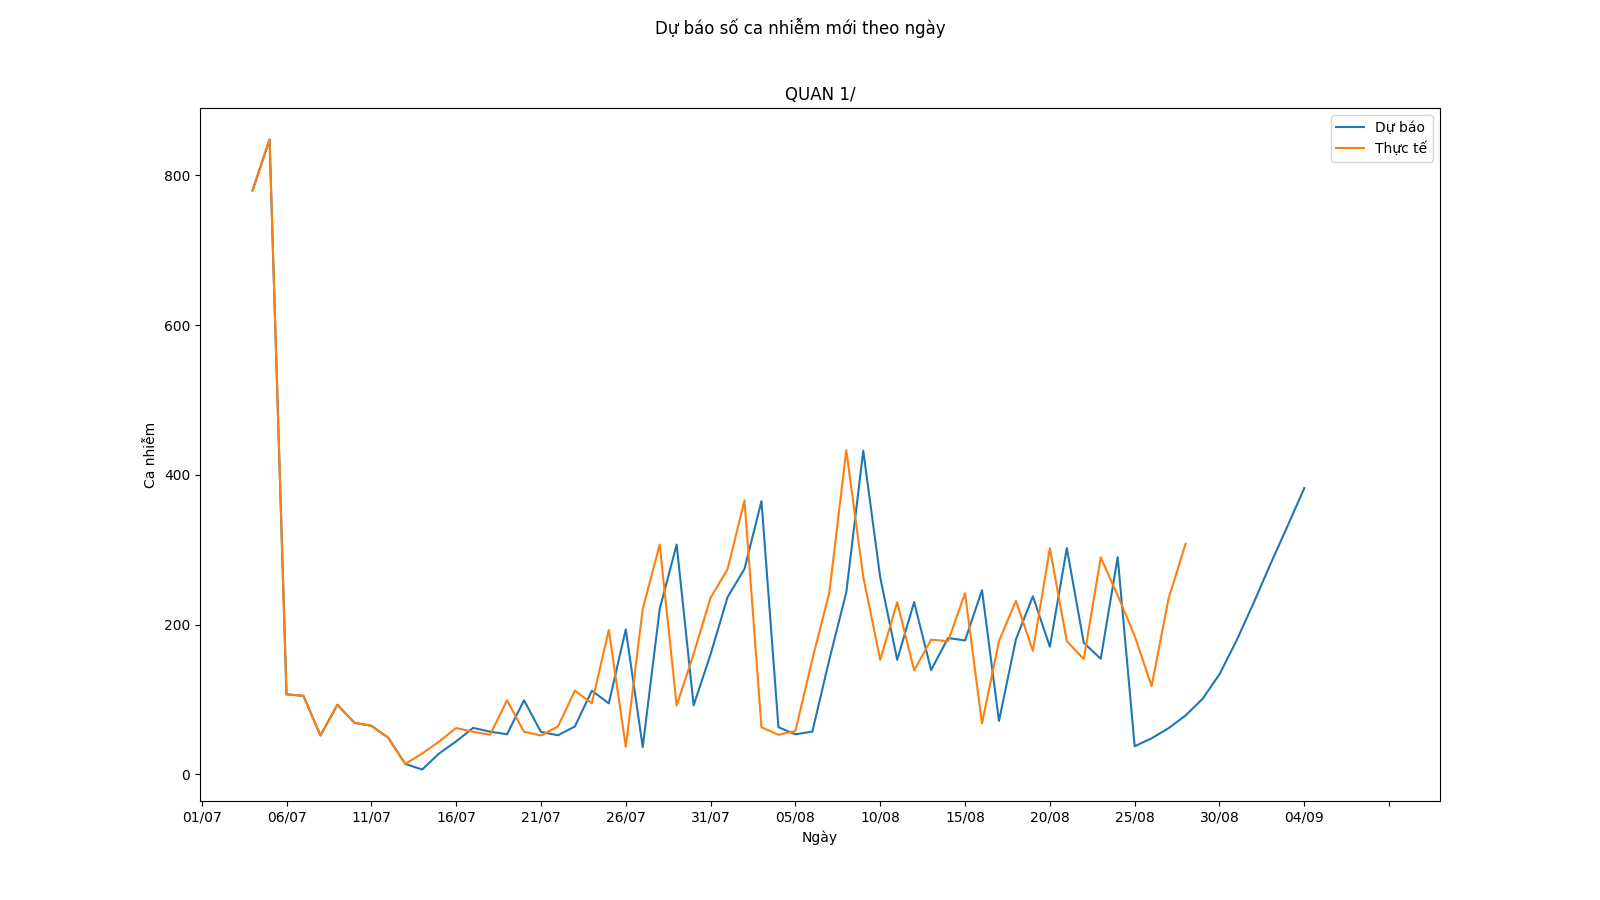 Dự báo số ca nhiễm mới theo ngày
QUAN 1/
Dự báo
Thực tế
800
600
400
200
0
Ca nhiễm
01/07 06/07 11/07 16/07 21/07 26/07 31/07 05/08 10/08 15/08 20/08 25/08 30/08 04/09
Ngày